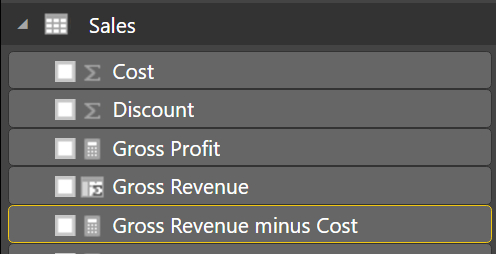 Sales
Cost
Discount
Gross Profit
Gross Revenue
Gross Revenue minus Cost